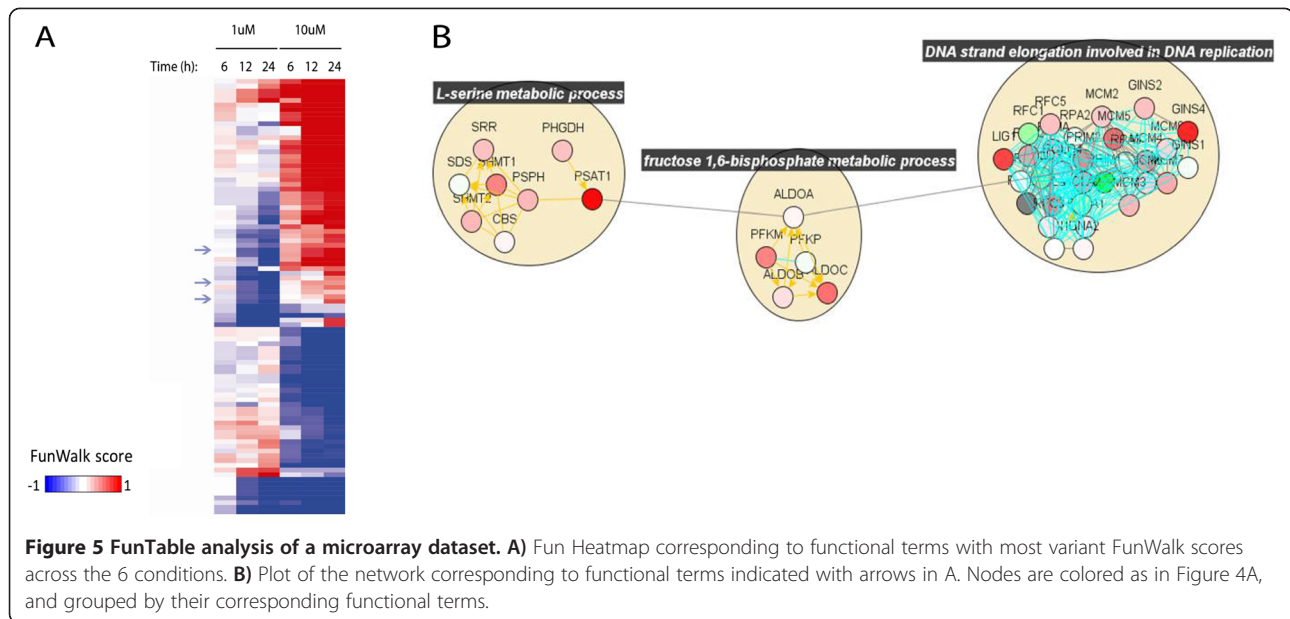 A
1uM 10uM
Time(h): 6 12 24 6 12 24
FunWalk score
-1 1
B
L-serine metabolic process
SRR
PHGDH
SDS
SHMT1
PSPH
PSAT1
SHMT2
CBS
fructose 1,6-bisphosphate metabolic process
ALDOA
PFKM
PFKP
ALDOB
ALDOC
DNA strand elongation involved in DNA replication
MCM2
GINS2
RFC5
RFC1
RPA2
MCM5
GINS4
LIG1
PRIM2
MCM4
GINS1
MCM3
Figure 5 FunTable analysis of a microarray dataset. A) Fun Heatmap corresponding to functional terms with most variant FunWalk scores
across the 6 conditions. B) Plot of the network corresponding to functional terms indicated with arrows in A. Nodes are colored as in Figure 4A,
and grouped by their corresponding functional terms.